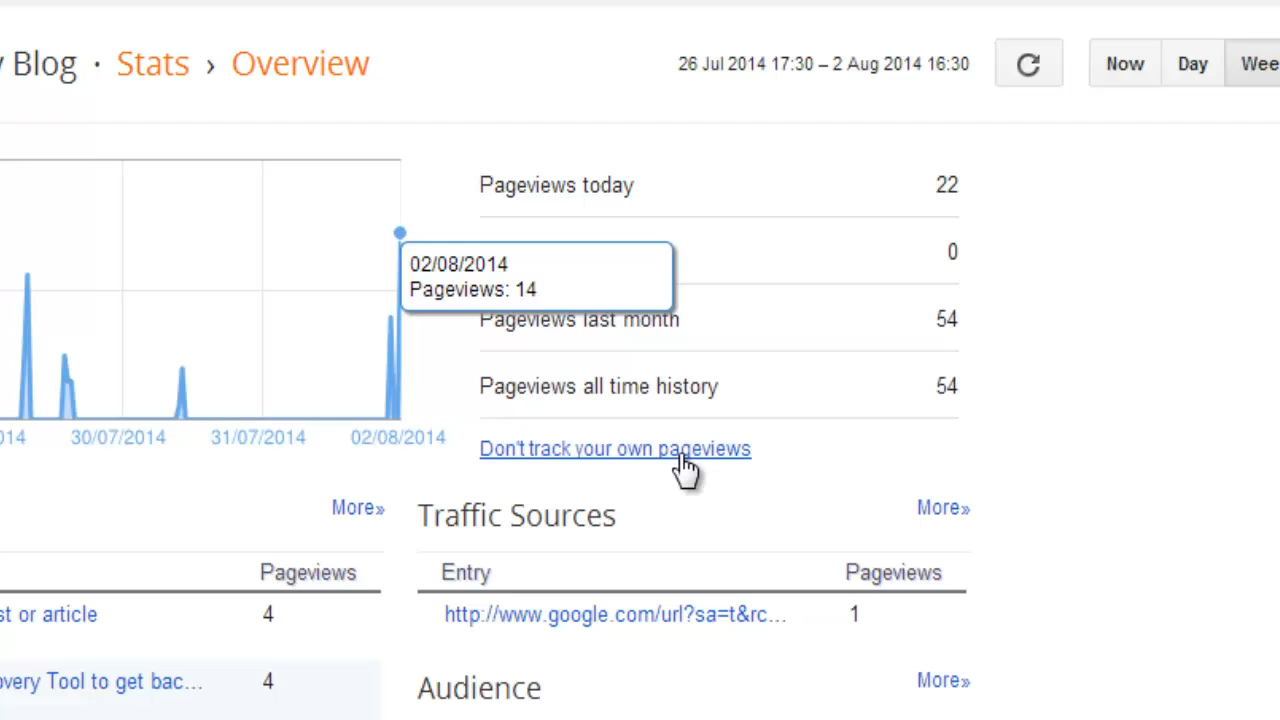 Blog · Stats › Overview
26 Jul 2014 17:30 – 2 Aug 2014 16:30
Now
Day
Wee
Pageviews today
22
0
02/08/2014
Pageviews: 14
Pageviews last month
54
Pageviews all time history
54
014
30/07/2014
31/07/2014
02/08/2014
Don't track your own pageviews
More»
Traffic Sources
More»
Pageviews
Entry
Pageviews
st or article
4
http://www.google.com/url?sa=t&rc...
1
overy Tool to get bac...
4
Audience
More»